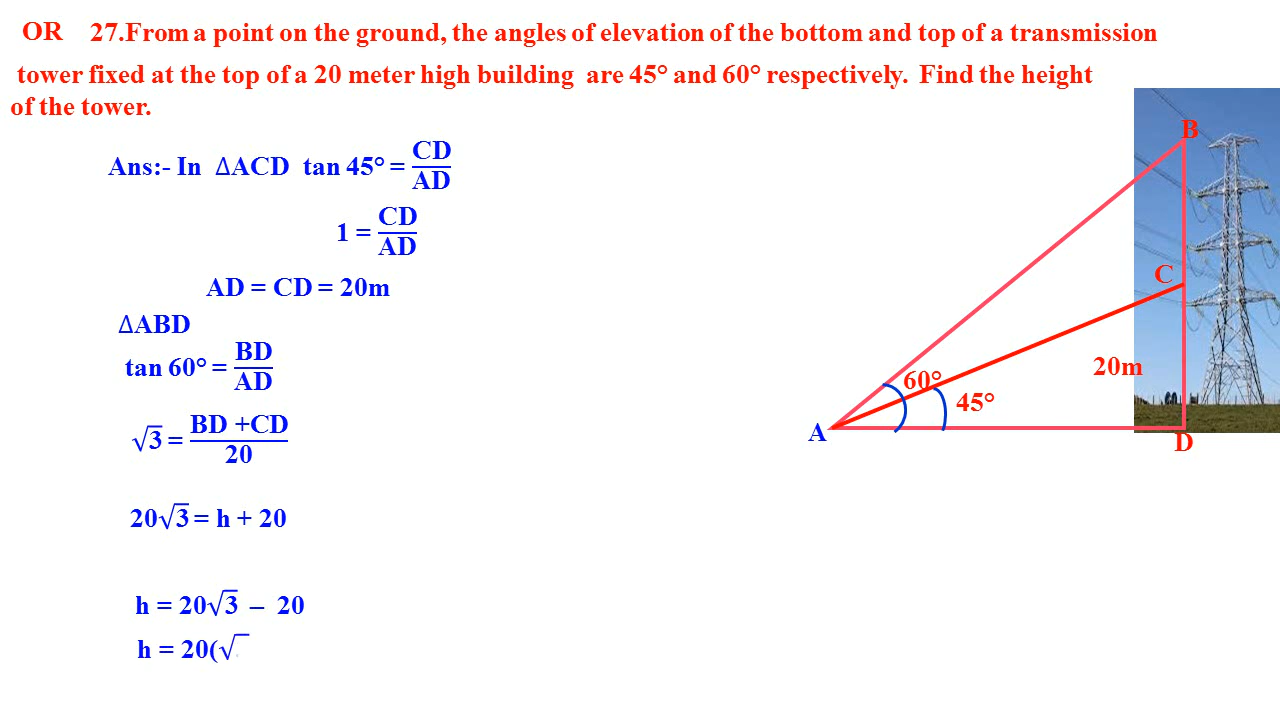 OR 27.From a point on the ground, the angles of elevation of the bottom and top of a transmission
tower fixed at the top of a 20 meter high building are 45° and 60° respectively. Find the height
of the tower.
Ans:- In ΔACD tan 45° = CD/AD
1 = CD/AD
AD = CD = 20m
ΔABD
tan 60° = BD/AD
√3 = BD +CD/20
20√3 = h + 20
h = 20√3 – 20
h = 20(√
B
C
20m
60°
45°
A
D